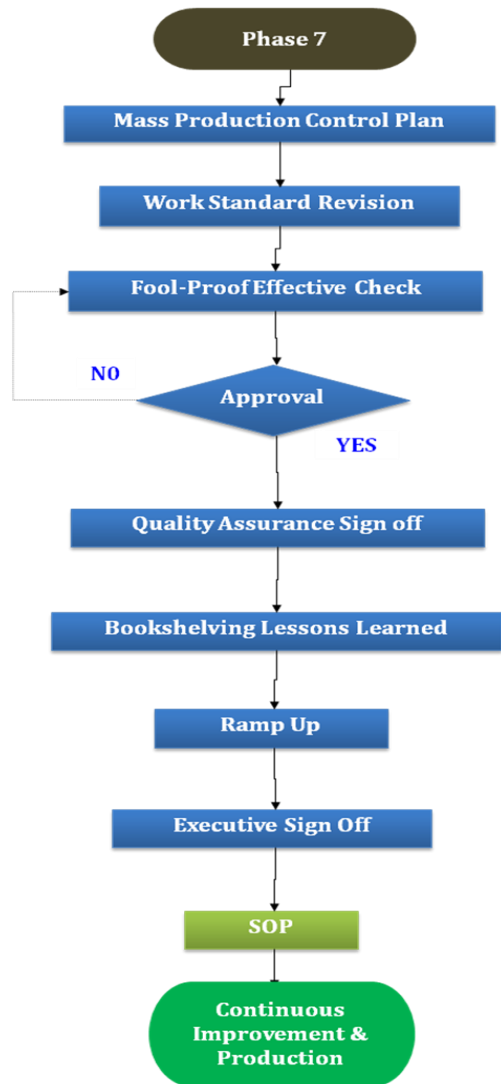 Phase 7
Mass Production Control Plan
Work Standard Revision
Fool-Proof Effective Check
N0
Approval
YES
Quality Assurance Sign off
Bookshelving Lessons Learned
Ramp Up
Executive Sign Off
SOP
Continuous
Improvement &
Production